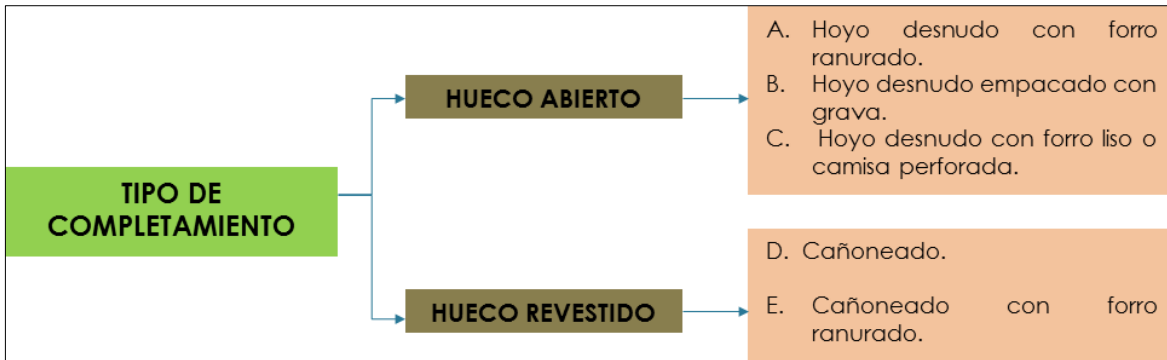 TIPO DE
COMPLETAMIENTO
HUECO ABIERTO
A. Hoyo desnudo con forro
ranurado.
B. Hoyo desnudo empacado con
grava.
C. Hoyo desnudo con forro liso o
camisa perforada.
HUECO REVESTIDO
D. Cañoneado.
E. Cañoneado con forro
ranurado.